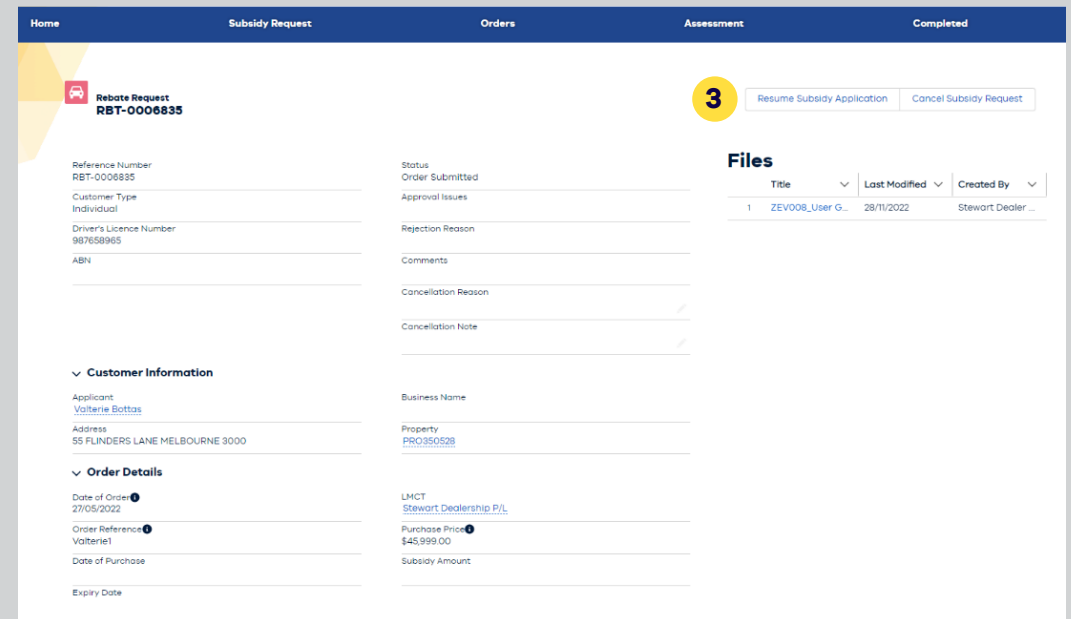 Home Subsidy Request Orders Assessment Completed
Rebate Request
RBT-0006835
3
Resume Subsidy Application Cancel Subsidy Request
Reference Number
RBT-0006835
Customer Type
Individual
Driver's Licence Number
987658965
ABN
Status
Order Submitted
Approval Issues
Rejection Reason
Comments
Cancellation Reason
Cancellation Note
Files
Title Last Modified Created By
1 ZEV008_User G... 28/11/2022 Stewart Dealer ...
Customer Information
Applicant
Valterie Bottas
Address
55 FLINDERS LANE MELBOURNE 3000
Business Name
Property
PRO350528
Order Details
Date of Order
27/05/2022
Order Reference
Valterie1
Date of Purchase
Expiry Date
LMCT
Stewart Dealership P/L
Purchase Price
$45,999.00
Subsidy Amount